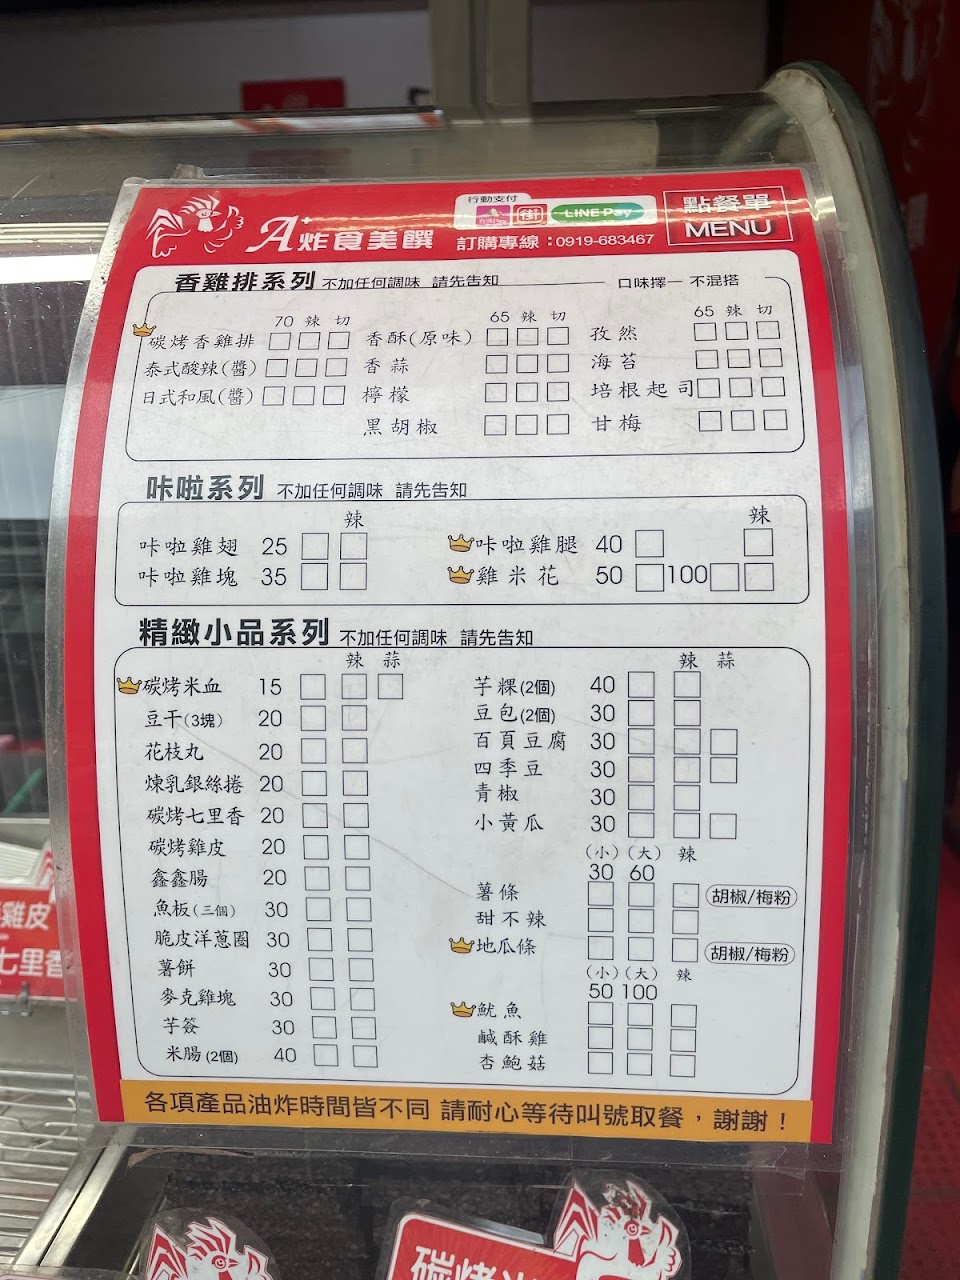 行動支付
街 LINE Pay
點餐單
MENU
A+炸食美饌 訂購專線：0919-683467
香雞排系列 不加任何調味 請先告知 口味擇一 不混搭
70 辣 切 65 辣 切 65 辣 切
碳烤香雞排 香酥(原味) 孜然
泰式酸辣(醬) 香蒜 海苔
日式和風(醬) 檸檬 培根起司
黑胡椒 甘梅
咔啦系列 不加任何調味 請先告知
辣 辣
咔啦雞翅 25 咔啦雞腿 40
咔啦雞塊 35 雞米花 50 100
精緻小品系列 不加任何調味 請先告知
辣 蒜
碳烤米血 15
豆干(3塊) 20
花枝丸 20
煉乳銀絲捲 20
碳烤七里香 20
碳烤雞皮 20
鑫鑫腸 20
魚板(三個) 30
脆皮洋蔥圈 30
薯餅 30
麥克雞塊 30
芋簽 30
米腸(2個) 40
辣 蒜
芋粿(2個) 40
豆包(2個) 30
百頁豆腐 30
四季豆 30
青椒 30
小黃瓜 30
(小) (大) 辣
30 60
薯條 胡椒/梅粉
甜不辣
地瓜條 胡椒/梅粉
(小) (大) 辣
50 100
魷魚
鹹酥雞
杏鮑菇
各項產品油炸時間皆不同 請耐心等待叫號取餐，謝謝！
雞皮
七里香
碳烤